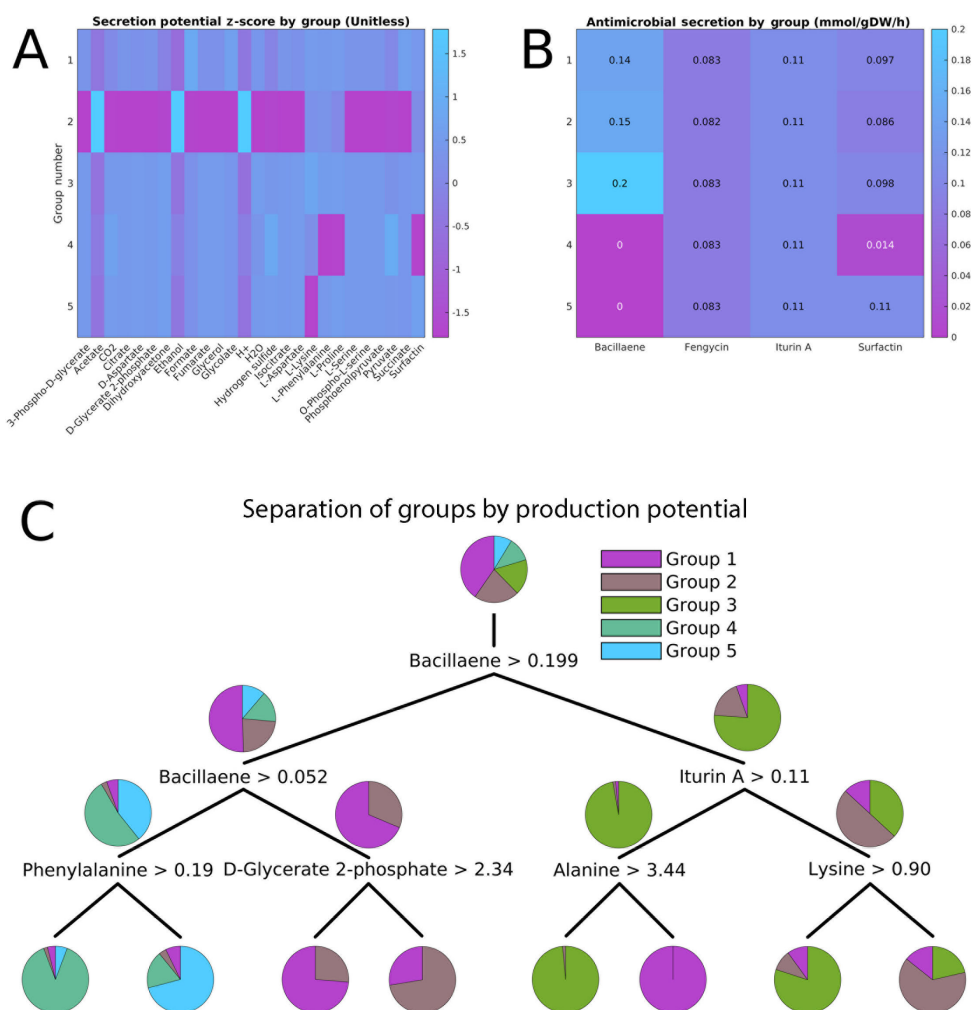 A
Secretion potential z-score by group (Unitless)
Group number
1
2
3
4
5
3-Phospho-D-glycerate
Acetate
CO2
Citrate
D-Aspartate
D-Glycerate 2-phosphate
Dihydroxyacetone
Ethanol
Formate
Fumarate
Glycerol
Glycolate
H+
H2O
Hydrogen sulfide
Isocitrate
L-Aspartate
L-Lysine
L-Phenylalanine
L-Proline
L-Serine
O-Phospho-L-serine
Phosphoenolpyruvate
Pyruvate
Succinate
Surfactin
1.5
1
0.5
0
-0.5
-1
-1.5
B
Antimicrobial secretion by group (mmol/gDW/h)
1 0.14 0.083 0.11 0.097
2 0.15 0.082 0.11 0.086
3 0.2 0.083 0.11 0.098
4 0 0.083 0.11 0.014
5 0 0.083 0.11 0.11
Bacillaene Fengycin Iturin A Surfactin
0.2
0.18
0.16
0.14
0.12
0.1
0.08
0.06
0.04
0.02
0
C
Separation of groups by production potential
Group 1
Group 2
Group 3
Group 4
Group 5
Bacillaene > 0.199
Bacillaene > 0.052 Iturin A > 0.11
Phenylalanine > 0.19 D-Glycerate 2-phosphate > 2.34 Alanine > 3.44 Lysine > 0.90